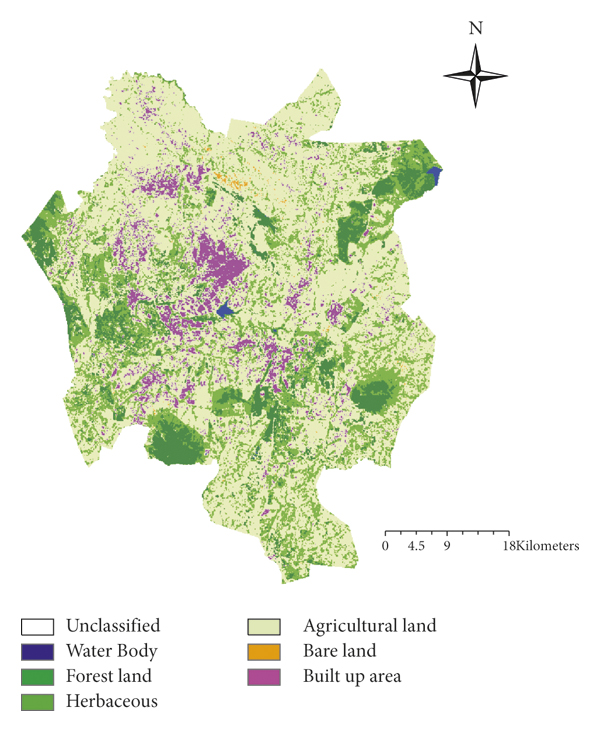 N
0 4.5 9 18Kilometers
Unclassified
Water Body
Forest land
Herbaceous
Agricultural land
Bare land
Built up area